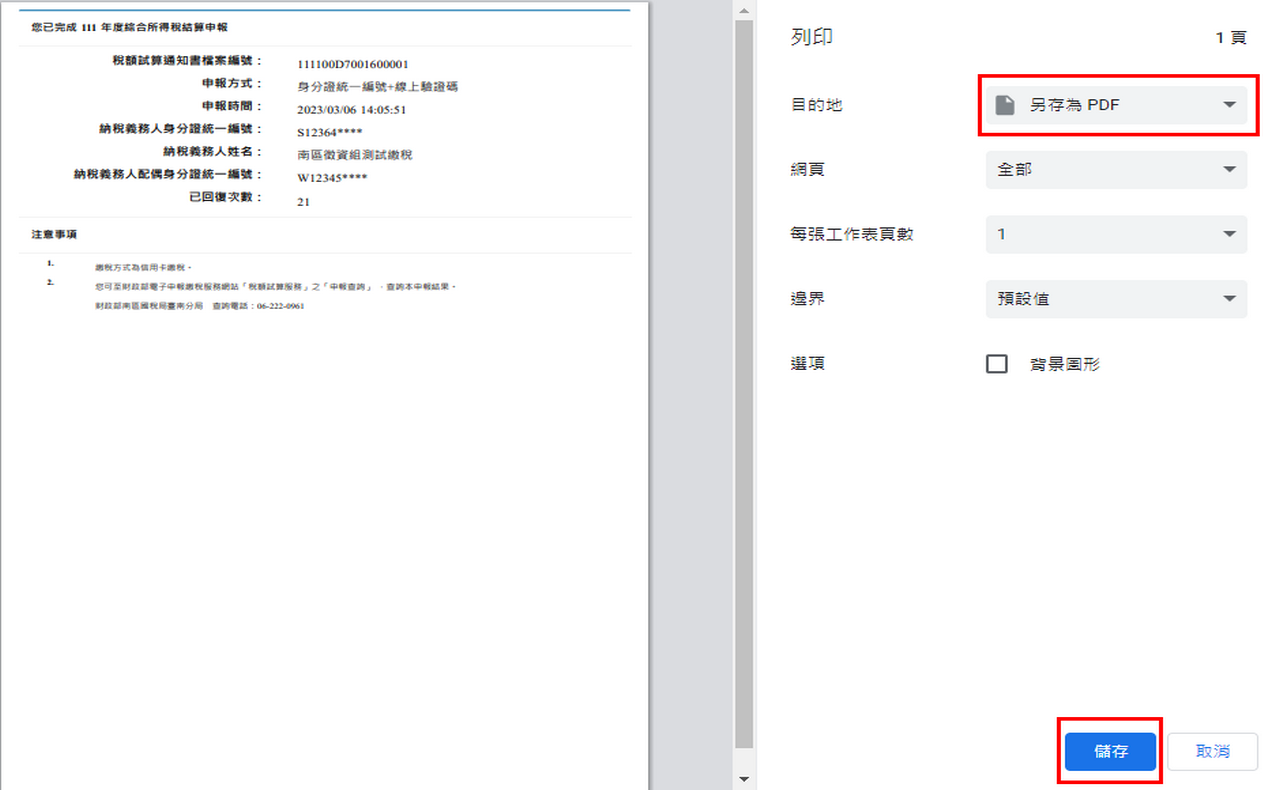 您已完成 111 年度綜合所得稅結算申報
稅額試算通知書檔案編號： 111100D7001600001
申報方式： 身分證統一編號+線上驗證碼
申報時間： 2023/03/06 14:05:51
納稅義務人身分證統一編號： S12364****
納稅義務人姓名： 南區徵資組測試繳稅
納稅義務人配偶身分證統一編號： W12345****
已回復次數： 21
注意事項
1. 繳稅方式為信用卡繳稅。
2. 您可至財政部電子申報繳稅服務網站「稅額試算服務」之「申報查詢」，查詢本申報結果。
財政部南區國稅局臺南分局 查詢電話：06-222-0961
列印 1 頁
目的地 另存為 PDF
網頁 全部
每張工作表頁數 1
邊界 預設值
選項 背景圖形
儲存 取消